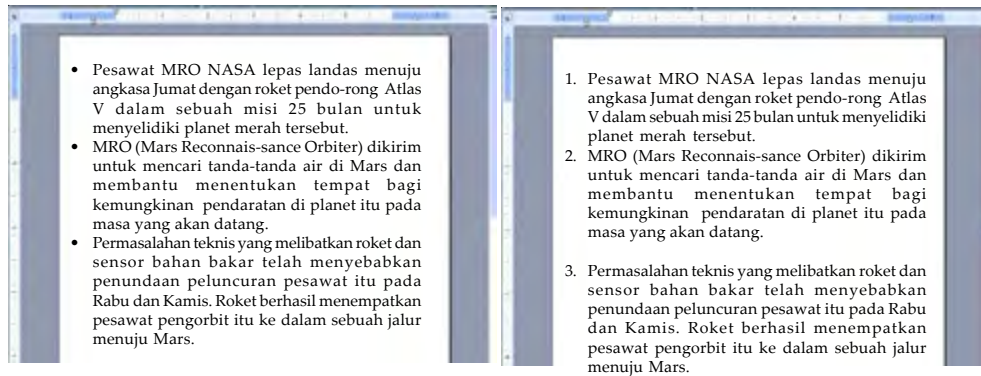 • Pesawat MRO NASA lepas landas menuju
angkasa Jumat dengan roket pendo-rong Atlas
V dalam sebuah misi 25 bulan untuk
menyelidiki planet merah tersebut.
• MRO (Mars Reconnais-sance Orbiter) dikirim
untuk mencari tanda-tanda air di Mars dan
membantu menentukan tempat bagi
kemungkinan pendaratan di planet itu pada
masa yang akan datang.
• Permasalahan teknis yang melibatkan roket dan
sensor bahan bakar telah menyebabkan
penundaan peluncuran pesawat itu pada
Rabu dan Kamis. Roket berhasil menempatkan
pesawat pengorbit itu ke dalam sebuah jalur
menuju Mars.
1. Pesawat MRO NASA lepas landas menuju
angkasa Jumat dengan roket pendo-rong Atlas
V dalam sebuah misi 25 bulan untuk menyelidiki
planet merah tersebut.
2. MRO (Mars Reconnais-sance Orbiter) dikirim
untuk mencari tanda-tanda air di Mars dan
membantu menentukan tempat bagi
kemungkinan pendaratan di planet itu pada
masa yang akan datang.
3. Permasalahan teknis yang melibatkan roket dan
sensor bahan bakar telah menyebabkan
penundaan peluncuran pesawat itu pada Rabu
dan Kamis. Roket berhasil menempatkan
pesawat pengorbit itu ke dalam sebuah jalur
menuju Mars.